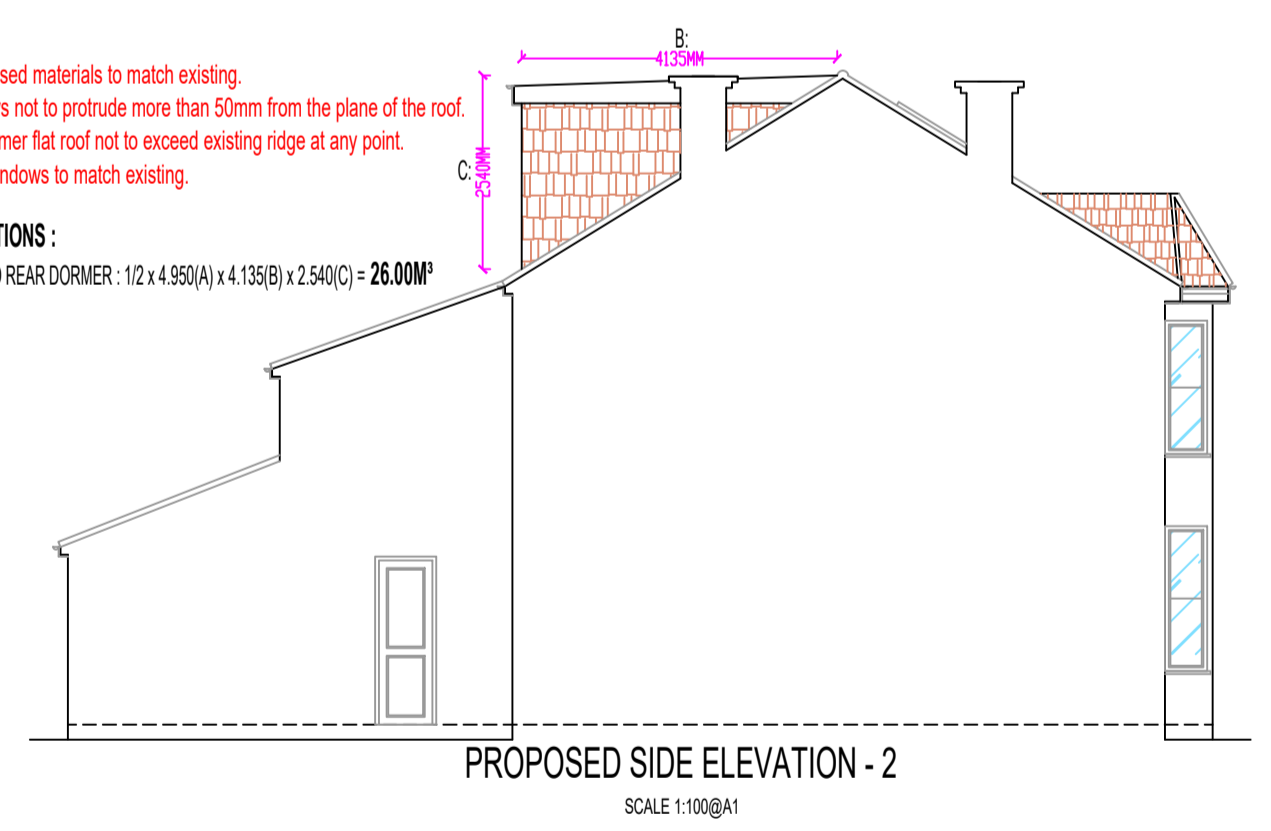 B:
4135MM
sed materials to match existing.
s not to protrude more than 50mm from the plane of the roof.
mer flat roof not to exceed existing ridge at any point.
C:
2540MM
ndows to match existing.
TIONS :
REAR DORMER : 1/2 x 4.950(A) x 4.135(B) x 2.540(C) = 26.00M³
PROPOSED SIDE ELEVATION - 2
SCALE 1:100@A1